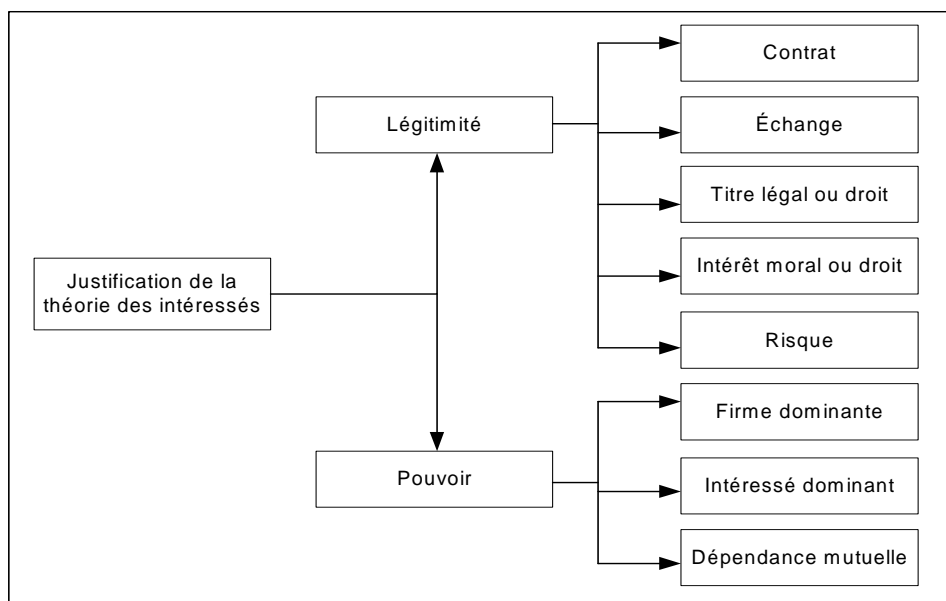 Justification de la
théorie des intéressés
Légitimité
Contrat
Échange
Titre légal ou droit
Intérêt moral ou droit
Risque
Pouvoir
Firme dominante
Intéressé dominant
Dépendance mutuelle